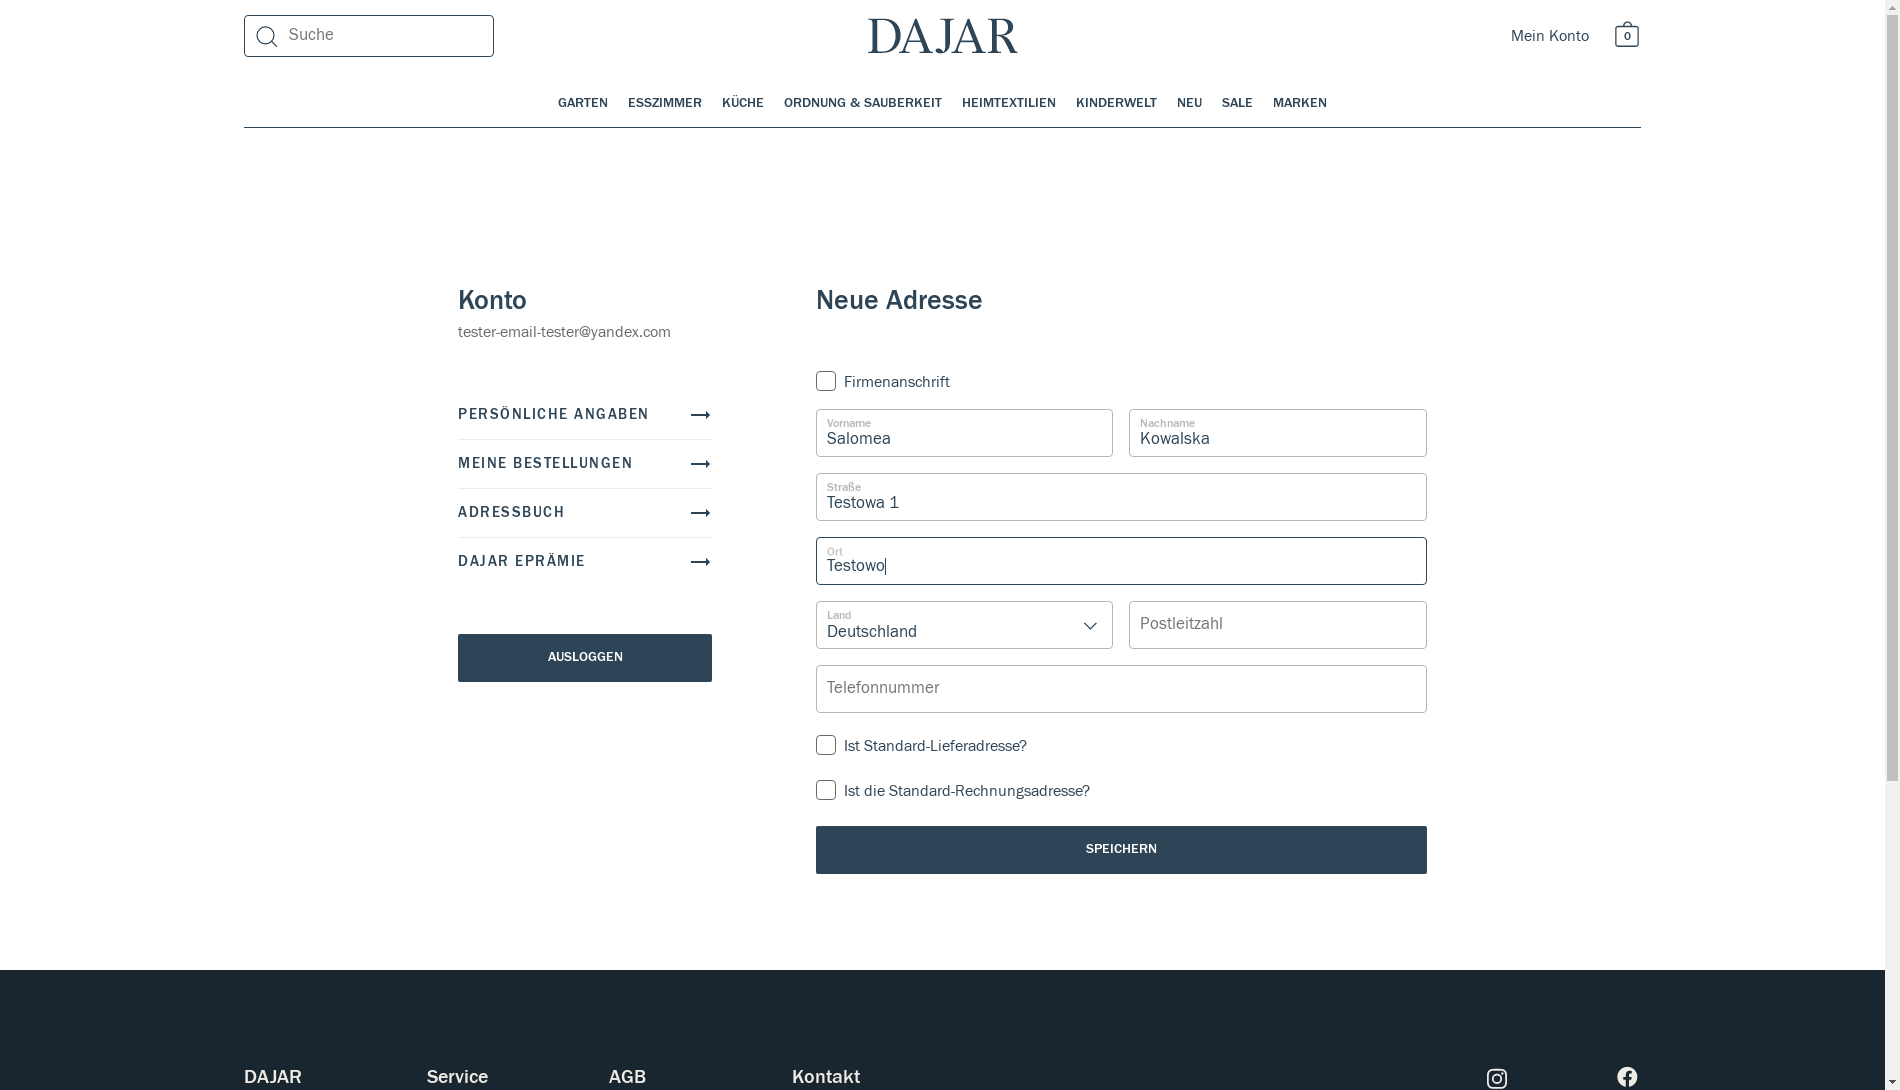 Suche
DAJAR
Mein Konto
0
GARTEN ESSZIMMER KÜCHE ORDNUNG & SAUBERKEIT HEIMTEXTILIEN KINDERWELT NEU SALE MARKEN
Konto
tester-email-tester@yandex.com
PERSÖNLICHE ANGABEN
MEINE BESTELLUNGEN
ADRESSBUCH
DAJAR EPRÄMIE
AUSLOGGEN
Neue Adresse
Firmenanschrift
Vorname
Salomea
Nachname
Kowalska
Straße
Testowa 1
Ort
Testowo
Land
Deutschland
Postleitzahl
Telefonnummer
Ist Standard-Lieferadresse?
Ist die Standard-Rechnungsadresse?
SPEICHERN
DAJAR Service AGB Kontakt